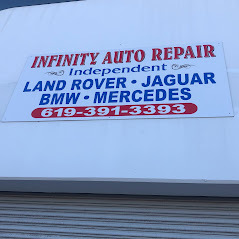 INFINITY AUTO REPAIR
Independent
LAND ROVER • JAGUAR
BMW • MERCEDES
619-391-3393